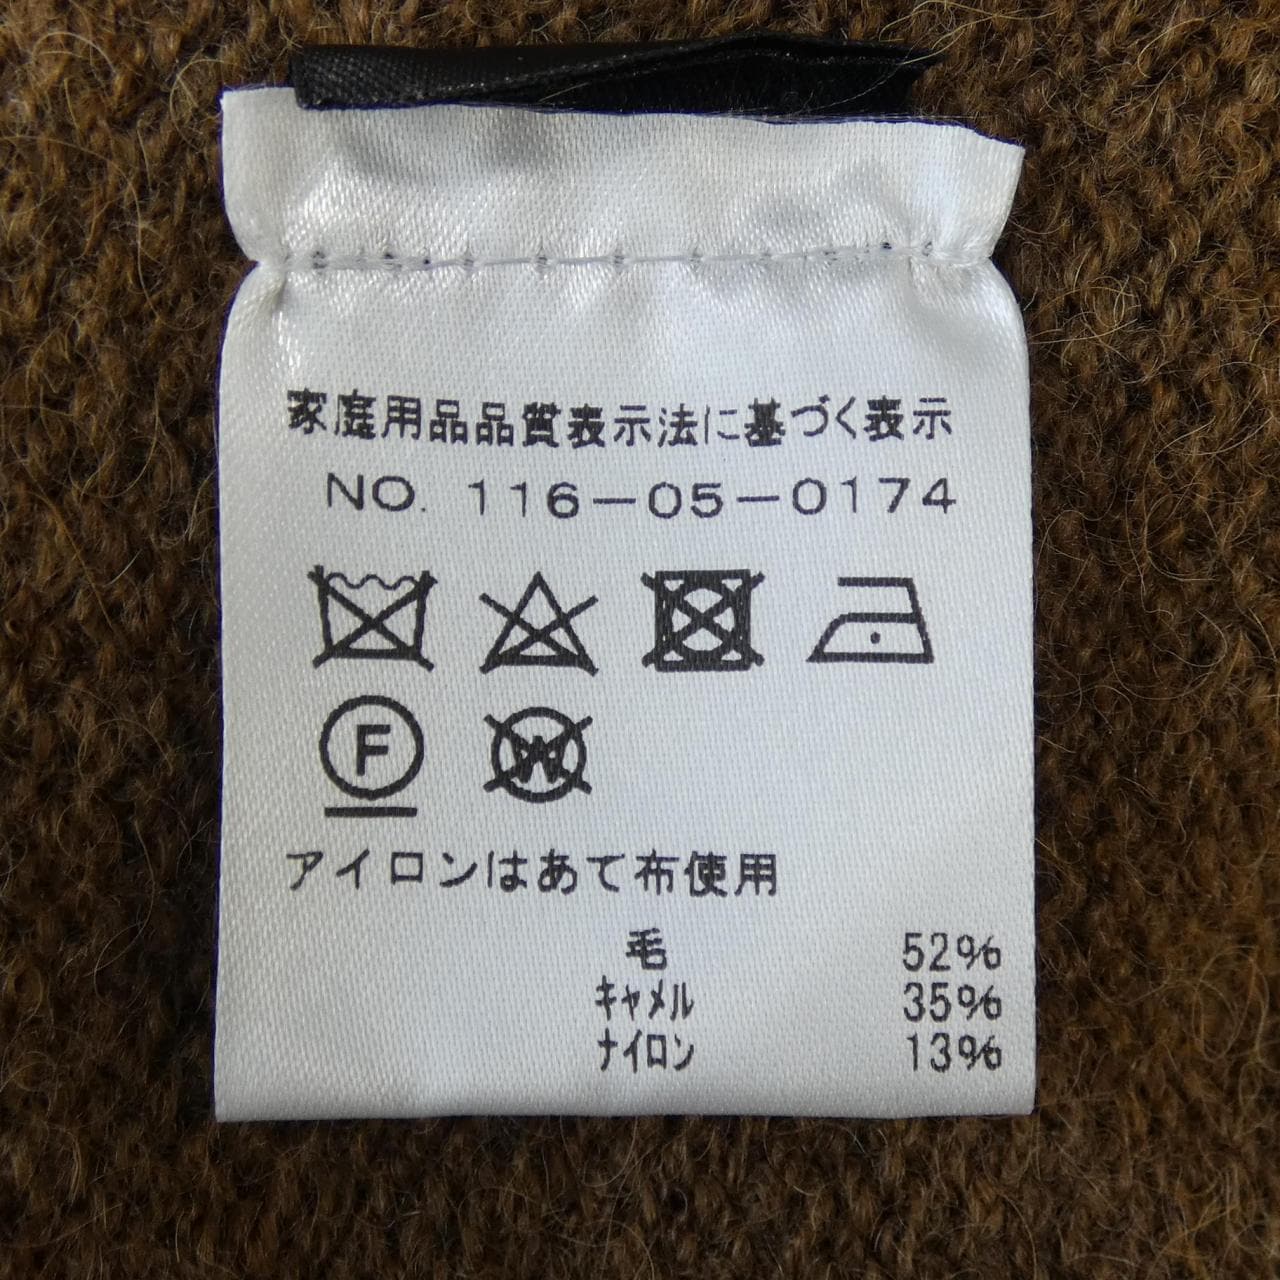 家庭用品品質表示法に基づく表示
NO. 116-05-0174
F W
アイロンはあて布使用
毛 52%
キャメル 35%
ナイロン 13%